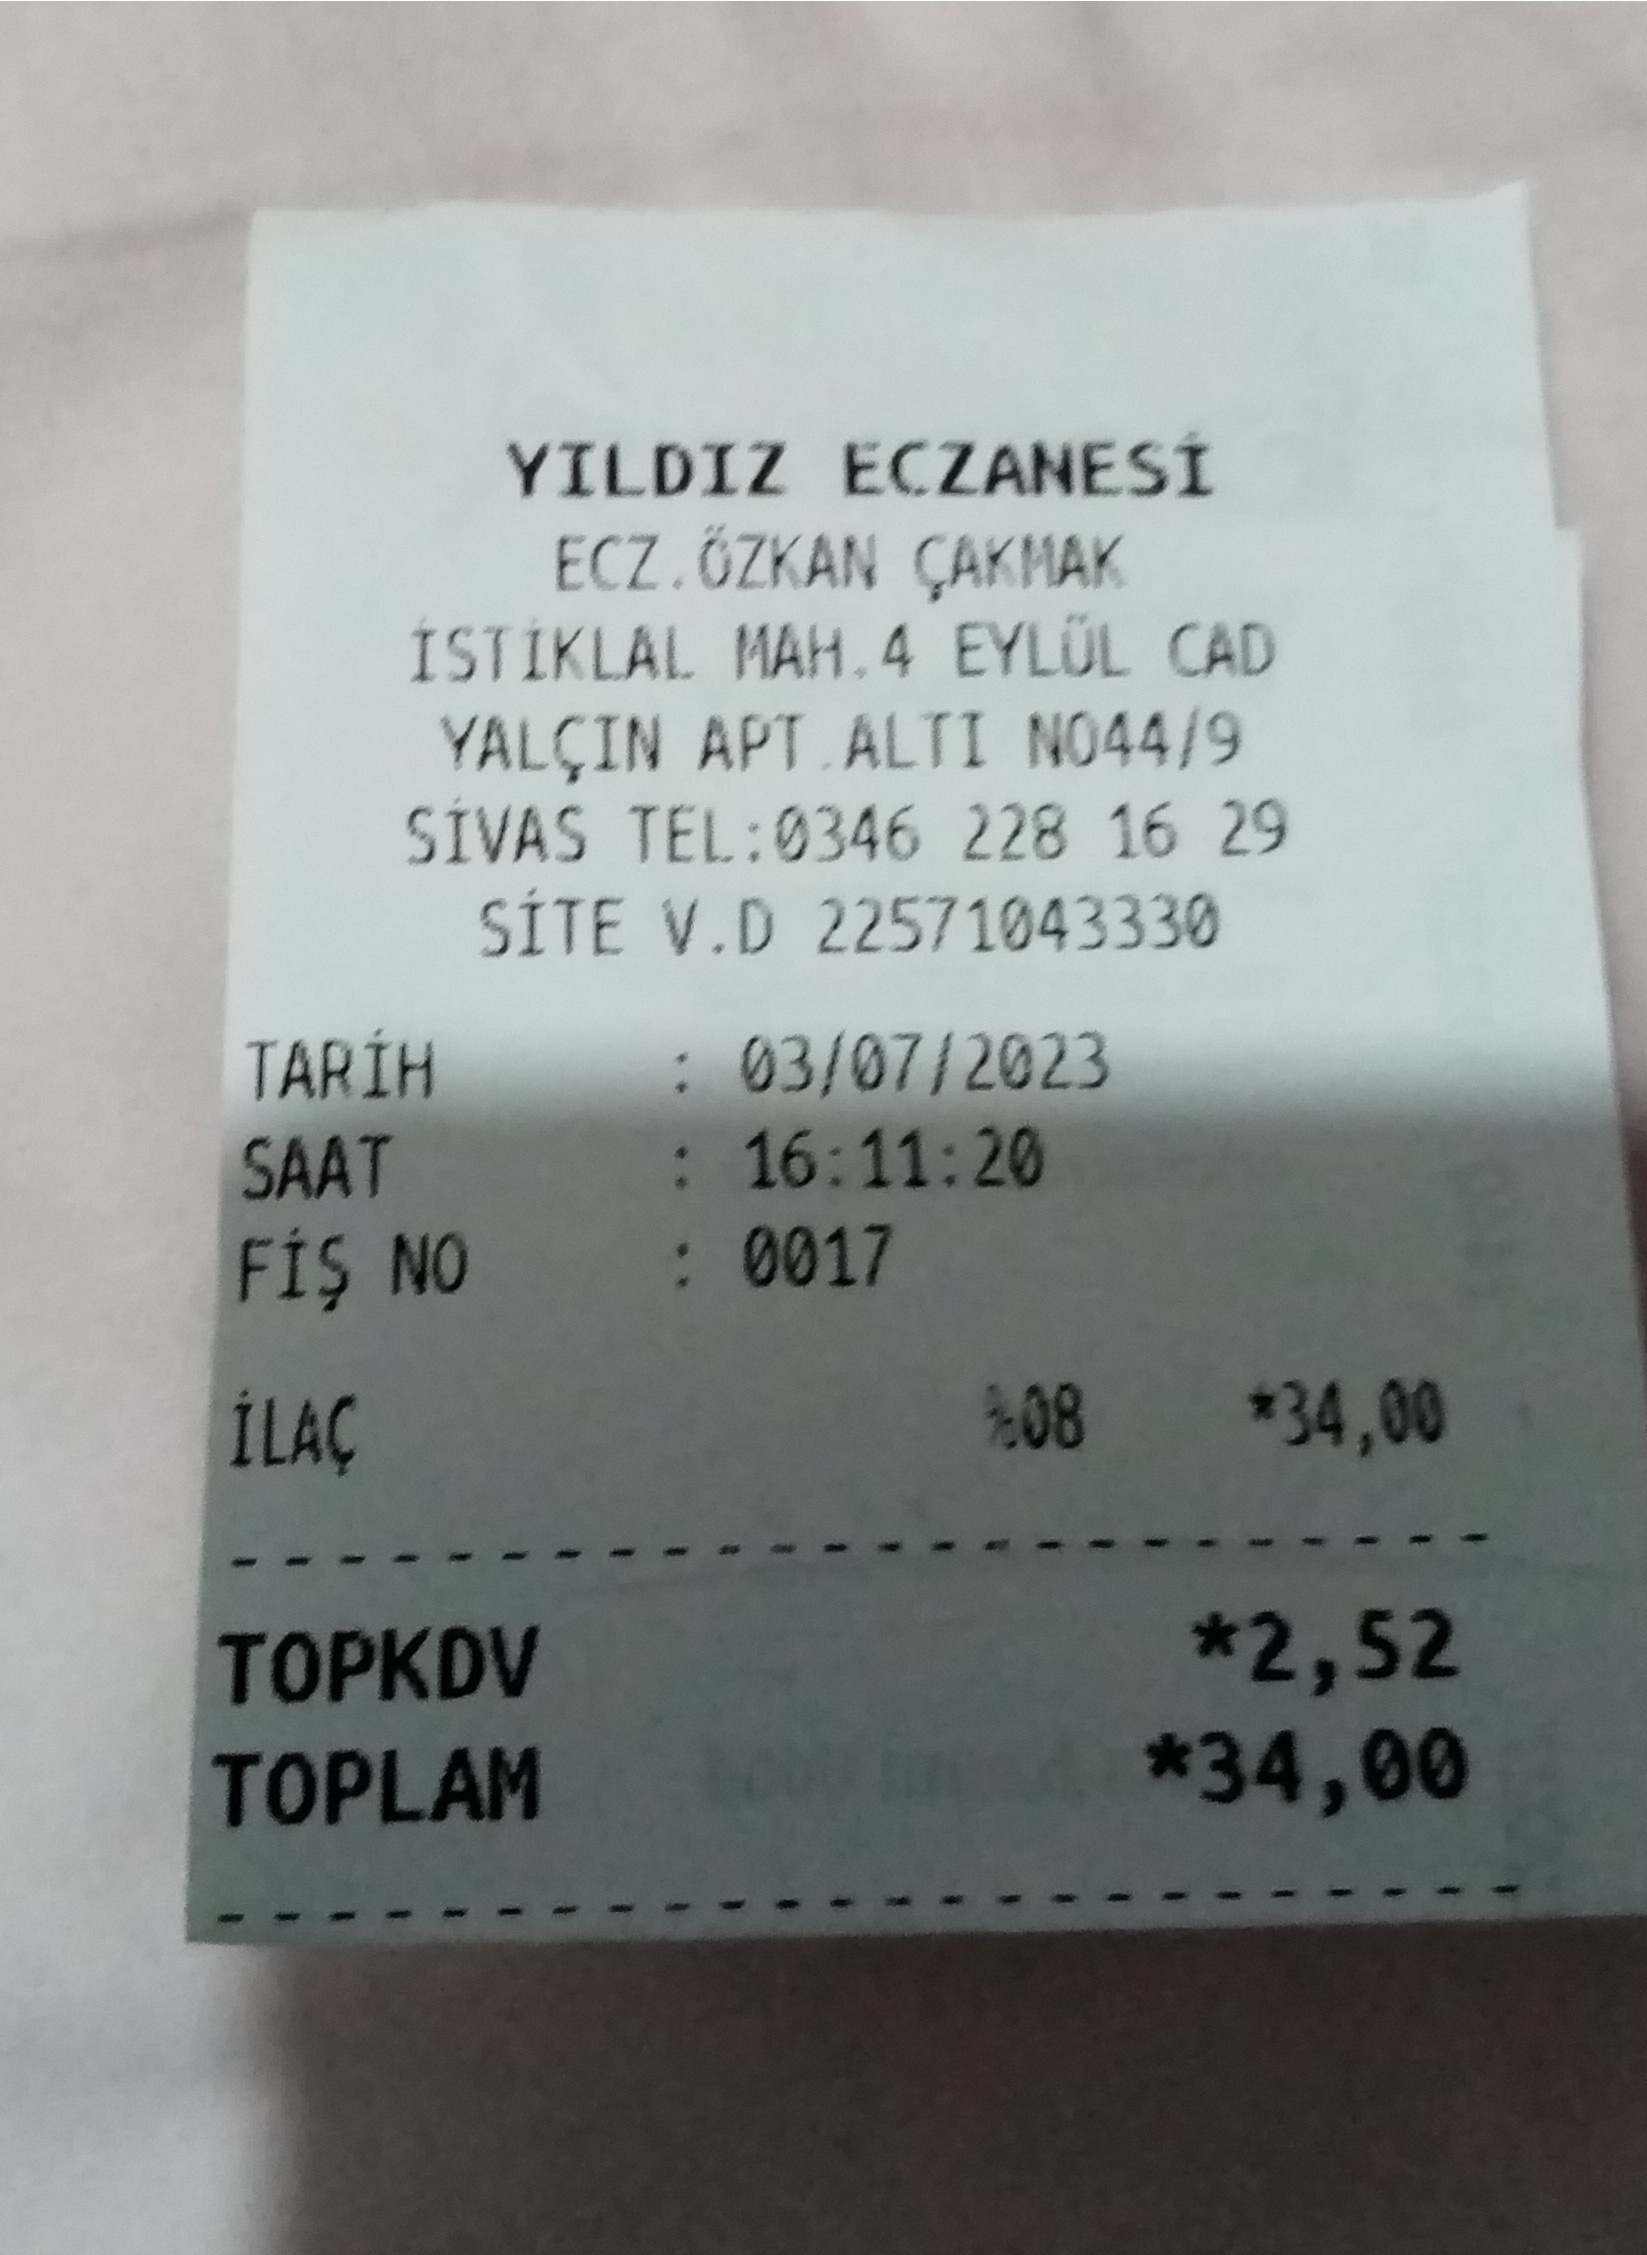 YILDIZ ECZANESİ
ECZ.ÖZKAN ÇAKMAK
İSTİKLAL MAH.4 EYLÜL CAD
YALÇIN APT.ALTI NO44/9
SİVAS TEL:0346 228 16 29
SİTE V.D 22571043330
TARİH : 03/07/2023
SAAT : 16:11:20
FİŞ NO : 0017
İLAÇ %08 *34,00
TOPKDV *2,52
TOPLAM *34,00